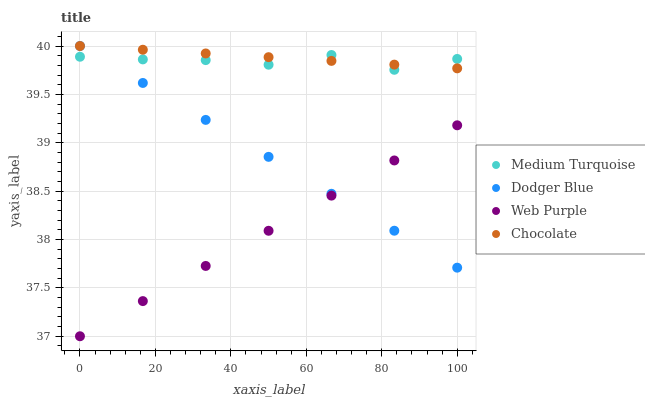 title
40
39.5
39
38.5
38
37.5
37
0
20
40
60
80
100
yaxis_label
xaxis_label
Medium Turquoise
Dodger Blue
Web Purple
Chocolate